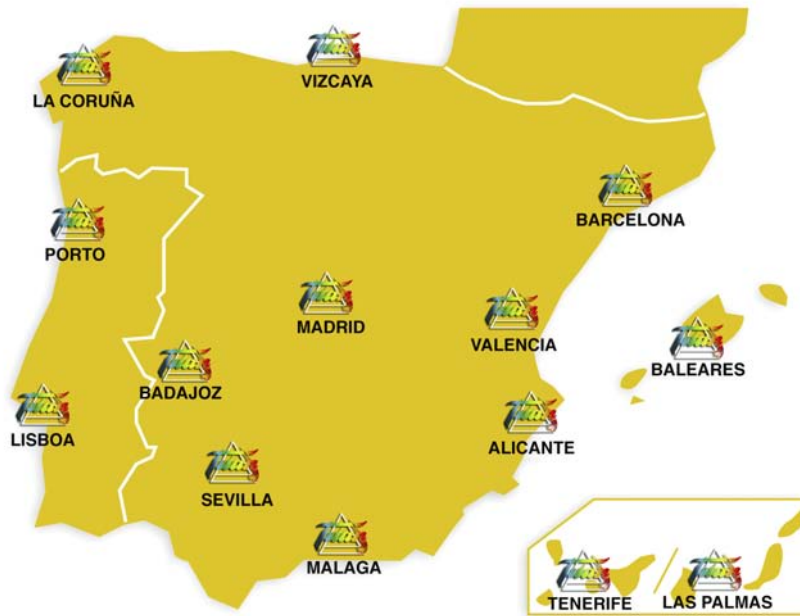 VIZCAYA
LA CORUÑA
BARCELONA
PORTO
MADRID
VALENCIA
BALEARES
BADAJOZ
LISBOA
ALICANTE
SEVILLA
MALAGA
TENERIFE
LAS PALMAS